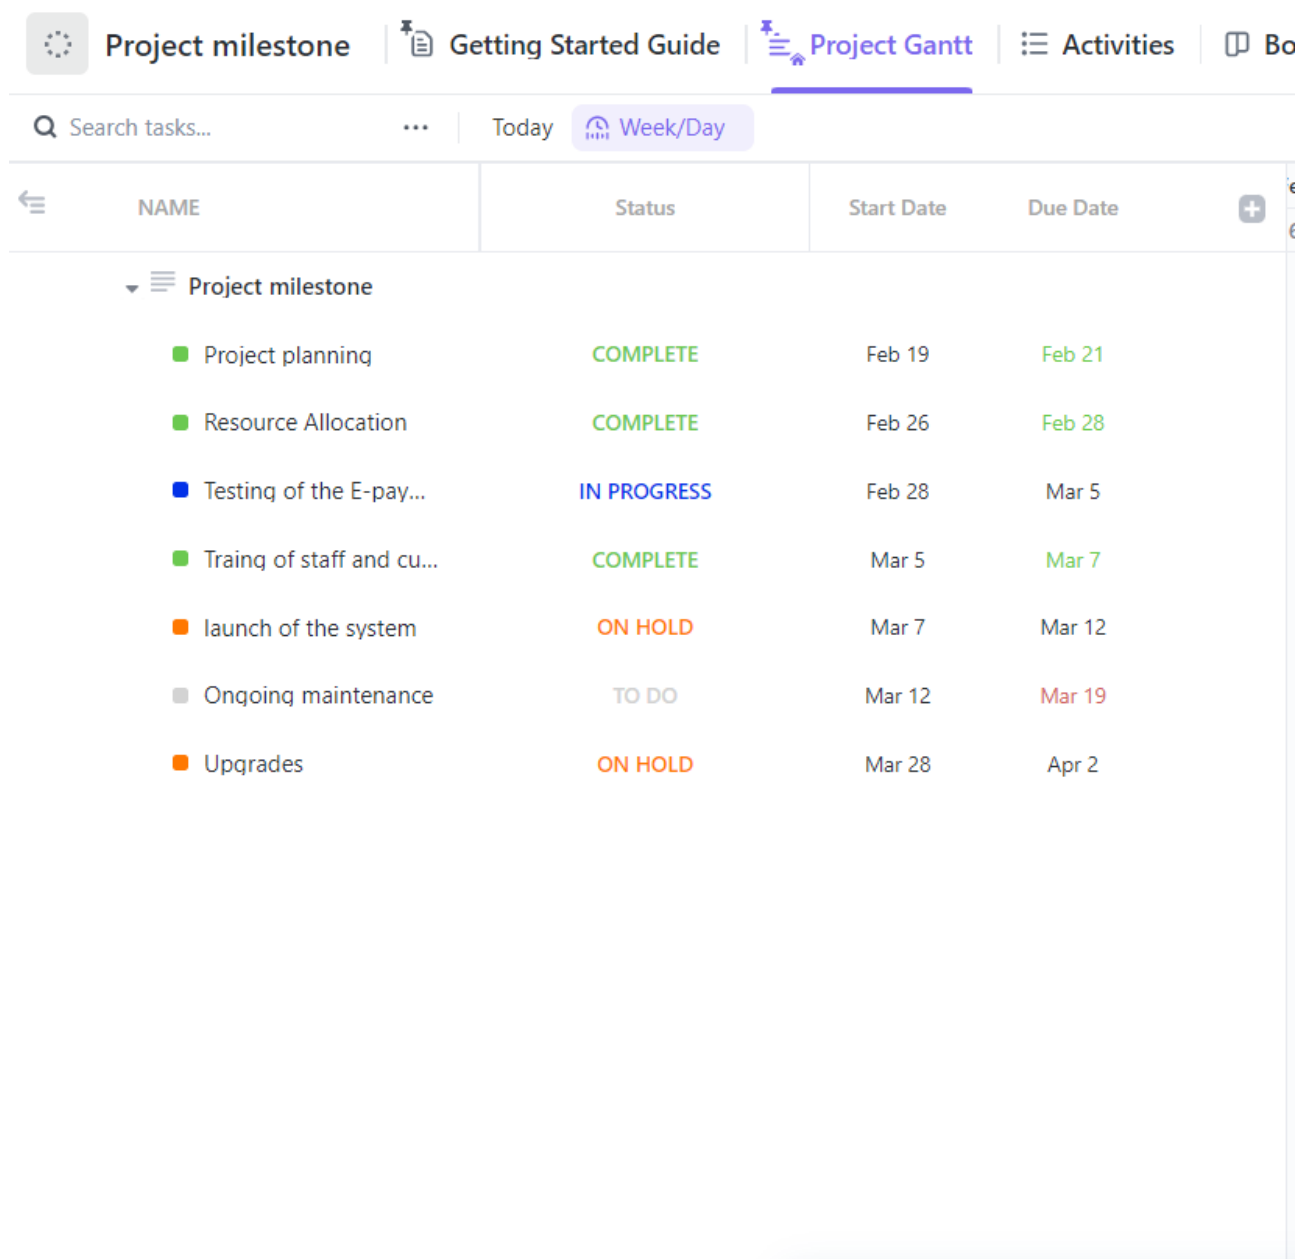 Project milestone Getting Started Guide Project Gantt Activities Bo
Search tasks... ... Today Week/Day
NAME Status Start Date Due Date
Project milestone
Project planning COMPLETE Feb 19 Feb 21
Resource Allocation COMPLETE Feb 26 Feb 28
Testing of the E-pay... IN PROGRESS Feb 28 Mar 5
Traing of staff and cu... COMPLETE Mar 5 Mar 7
launch of the system ON HOLD Mar 7 Mar 12
Ongoing maintenance TO DO Mar 12 Mar 19
Upgrades ON HOLD Mar 28 Apr 2